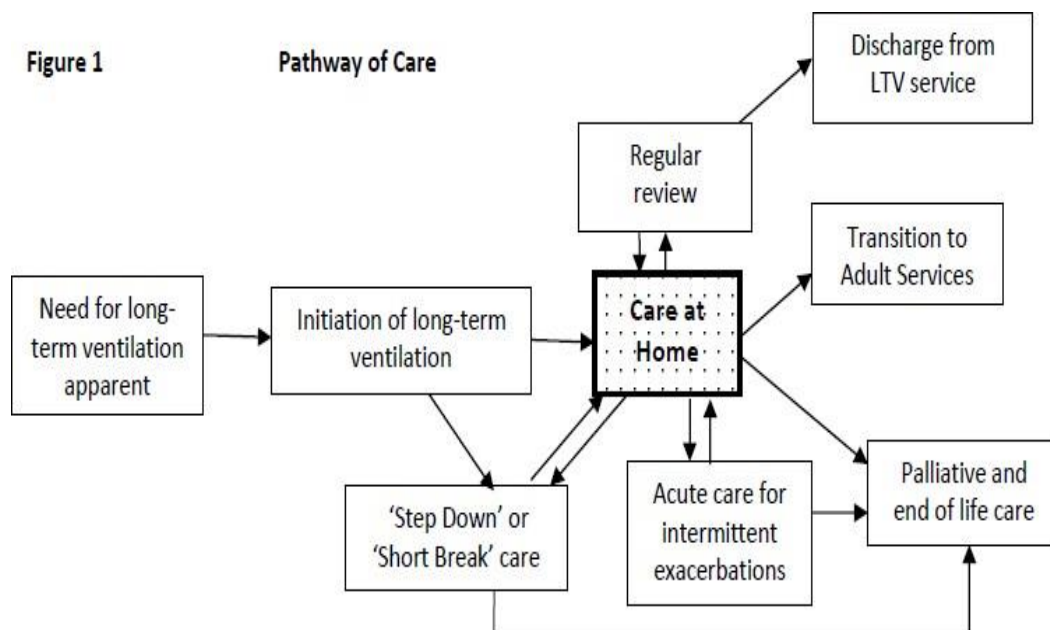 Figure 1
Pathway of Care
Discharge from
LTV service
Regular
review
Transition to
Adult Services
Need for long-
term ventilation
apparent
Initiation of long-term
ventilation
Care at
Home
‘Step Down’ or
‘Short Break’ care
Acute care for
intermittent
exacerbations
Palliative and
end of life care